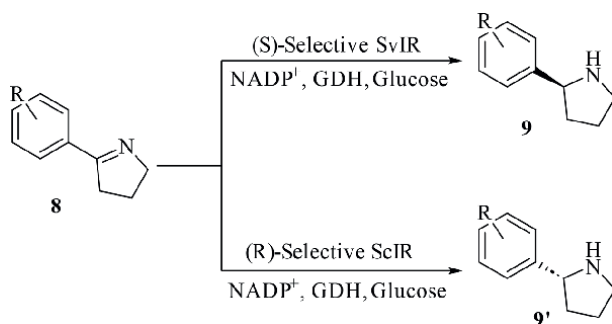 (S)-Selective SvIR
NADP⁺, GDH, Glucose
R
H
N
9
R
N
8
(R)-Selective ScIR
NADP⁺, GDH, Glucose
R
H
N
9'